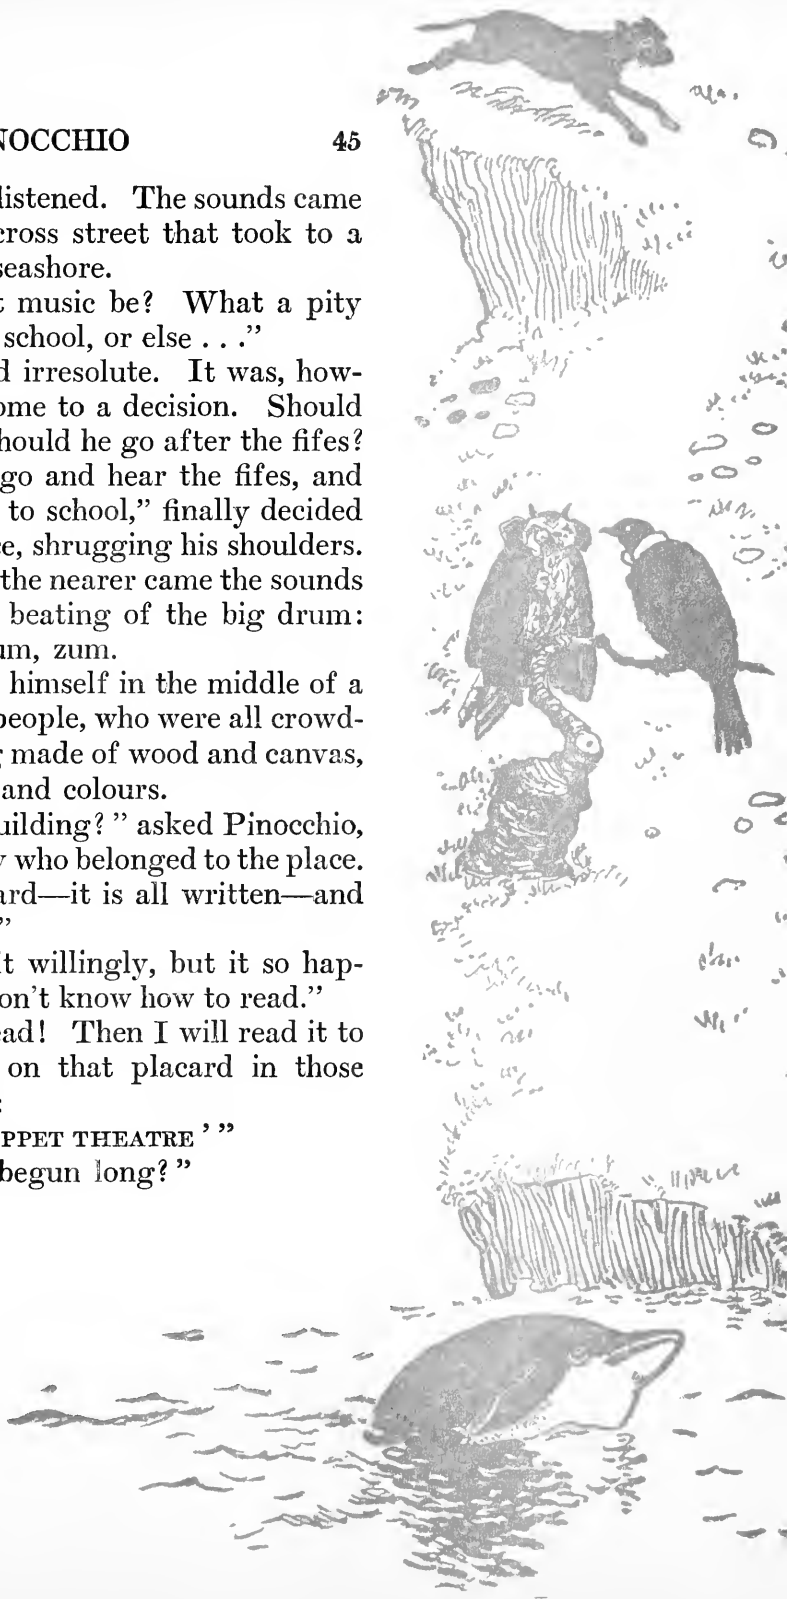 NOCCHIO 45
listened. The sounds came
cross street that took to a
seashore.
music be? What a pity
school, or else . . ."
irresolute. It was, how-
ome to a decision. Should
should he go after the fifes?
go and hear the fifes, and
to school," finally decided
e, shrugging his shoulders.
the nearer came the sounds
beating of the big drum:
um, zum.
himself in the middle of a
people, who were all crowd-
made of wood and canvas,
and colours.
uilding? " asked Pinocchio,
who belonged to the place.
ard—it is all written—and
"
it willingly, but it so hap-
on't know how to read."
ead! Then I will read it to
on that placard in those
:
PPET THEATRE ' "
begun long? "